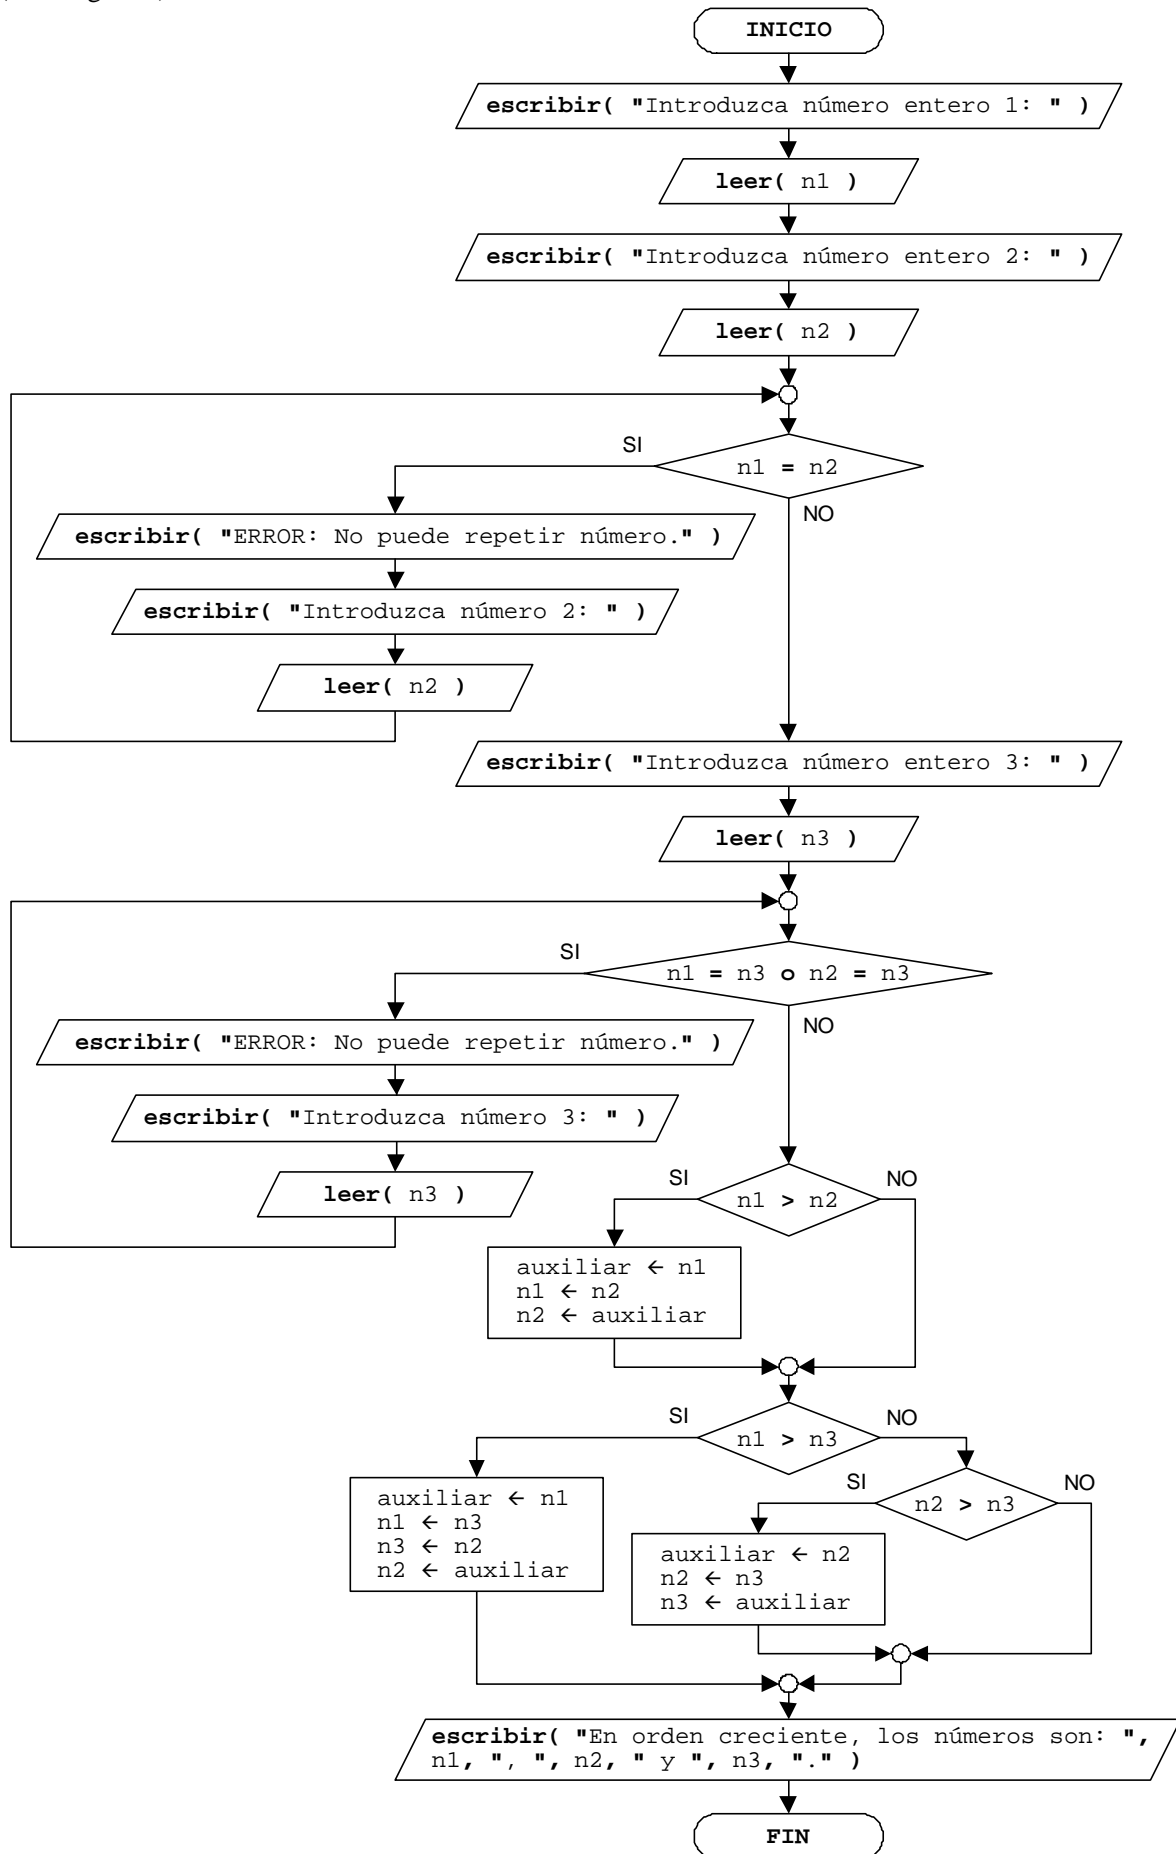 INICIO
escribir( "Introduzca número entero 1: " )
leer( n1 )
escribir( "Introduzca número entero 2: " )
leer( n2 )
SI
n1 = n2
NO
escribir( "ERROR: No puede repetir número." )
escribir( "Introduzca número 2: " )
leer( n2 )
escribir( "Introduzca número entero 3: " )
leer( n3 )
SI
n1 = n3 o n2 = n3
NO
escribir( "ERROR: No puede repetir número." )
escribir( "Introduzca número 3: " )
leer( n3 )
SI
n1 > n2
NO
auxiliar ← n1
n1 ← n2
n2 ← auxiliar
SI
n1 > n3
NO
auxiliar ← n1
n1 ← n3
n3 ← n2
n2 ← auxiliar
SI
n2 > n3
NO
auxiliar ← n2
n2 ← n3
n3 ← auxiliar
escribir( "En orden creciente, los números son: ",
n1, ", ", n2, " y ", n3, "." )
FIN